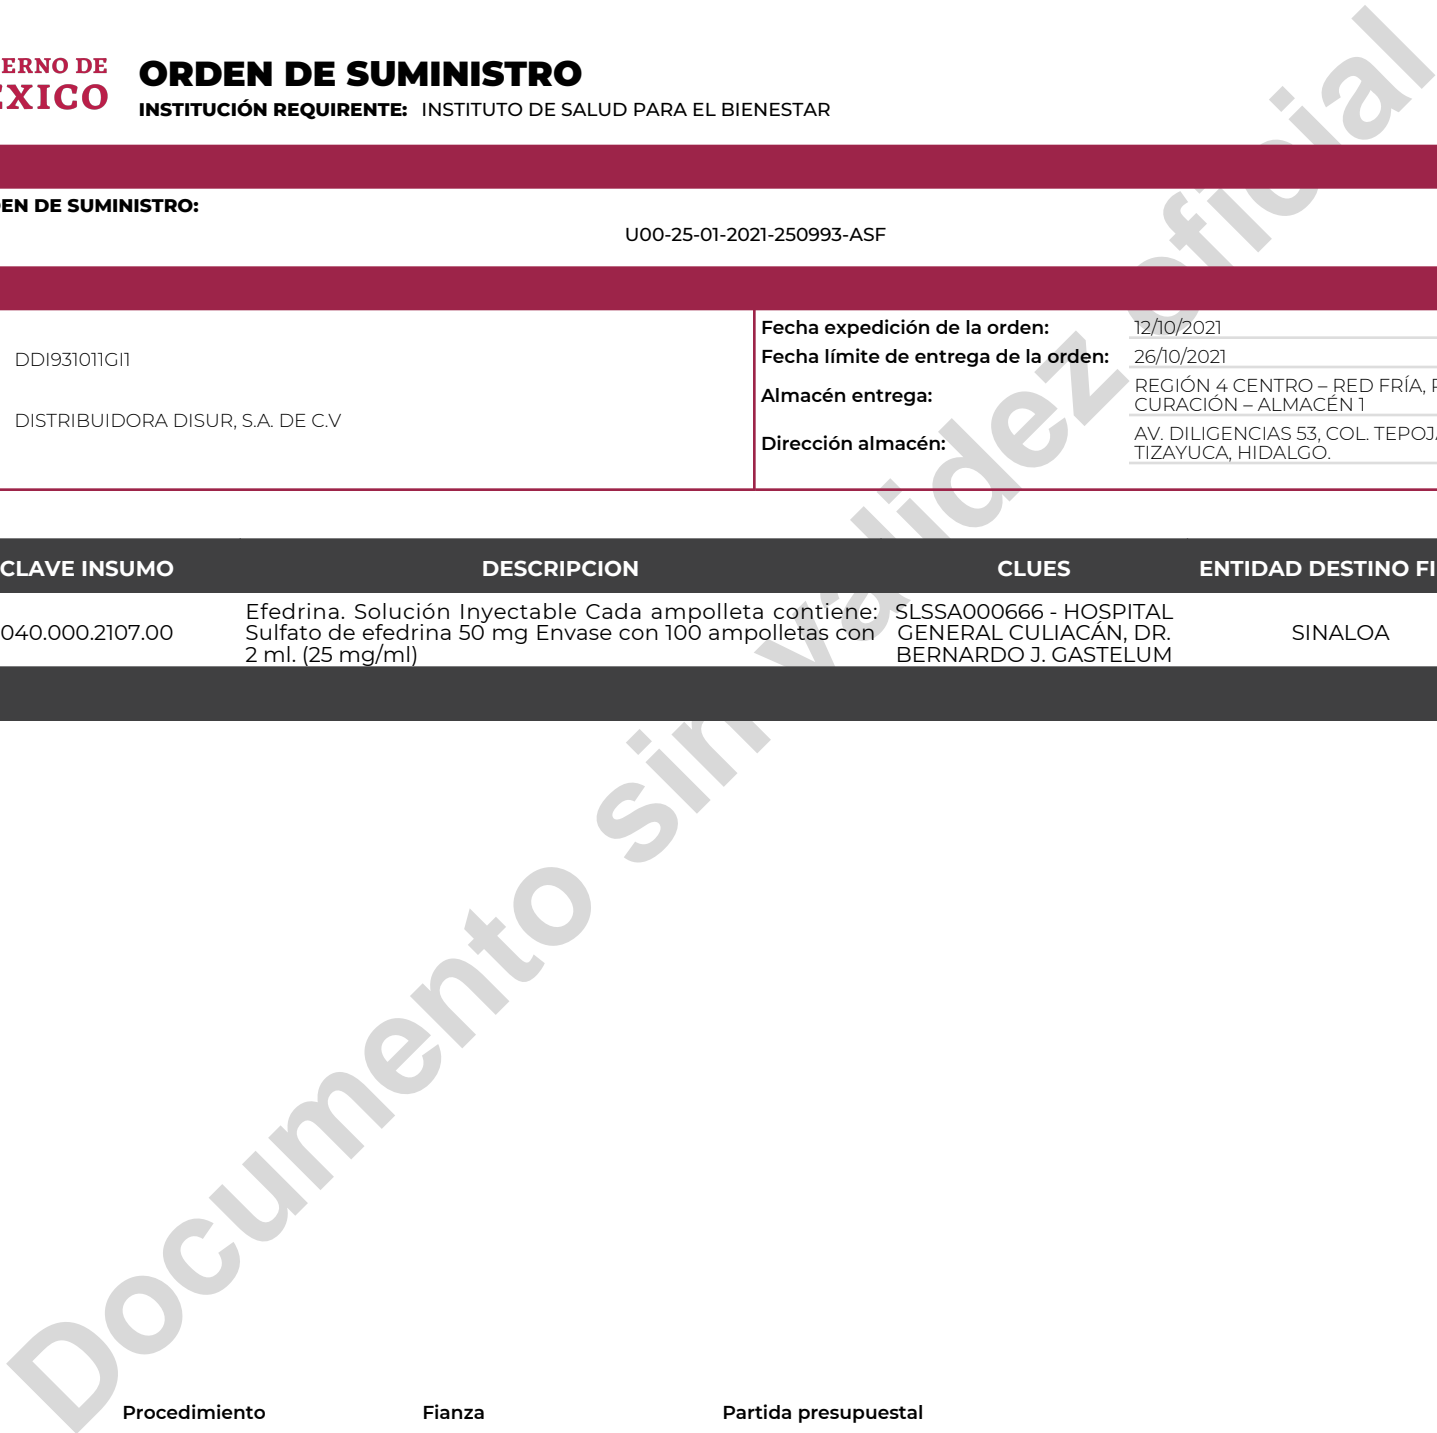 ERNO DE
EXICO
ORDEN DE SUMINISTRO
INSTITUCIÓN REQUIRENTE: INSTITUTO DE SALUD PARA EL BIENESTAR
EN DE SUMINISTRO:
U00-25-01-2021-250993-ASF
DDI931011GI1
DISTRIBUIDORA DISUR, S.A. DE C.V
Fecha expedición de la orden: 12/10/2021
Fecha límite de entrega de la orden: 26/10/2021
Almacén entrega: REGIÓN 4 CENTRO – RED FRÍA,
CURACIÓN – ALMACÉN 1
Dirección almacén: AV. DILIGENCIAS 53, COL. TEPOJ
TIZAYUCA, HIDALGO.
CLAVE INSUMO DESCRIPCION CLUES ENTIDAD DESTINO FI
040.000.2107.00
Efedrina. Solución Inyectable Cada ampolleta contiene:
Sulfato de efedrina 50 mg Envase con 100 ampolletas con
2 ml. (25 mg/ml)
SLSSA000666 - HOSPITAL
GENERAL CULIACÁN, DR.
BERNARDO J. GASTELUM
SINALOA
Documento sin validez oficial
Procedimiento Fianza Partida presupuestal